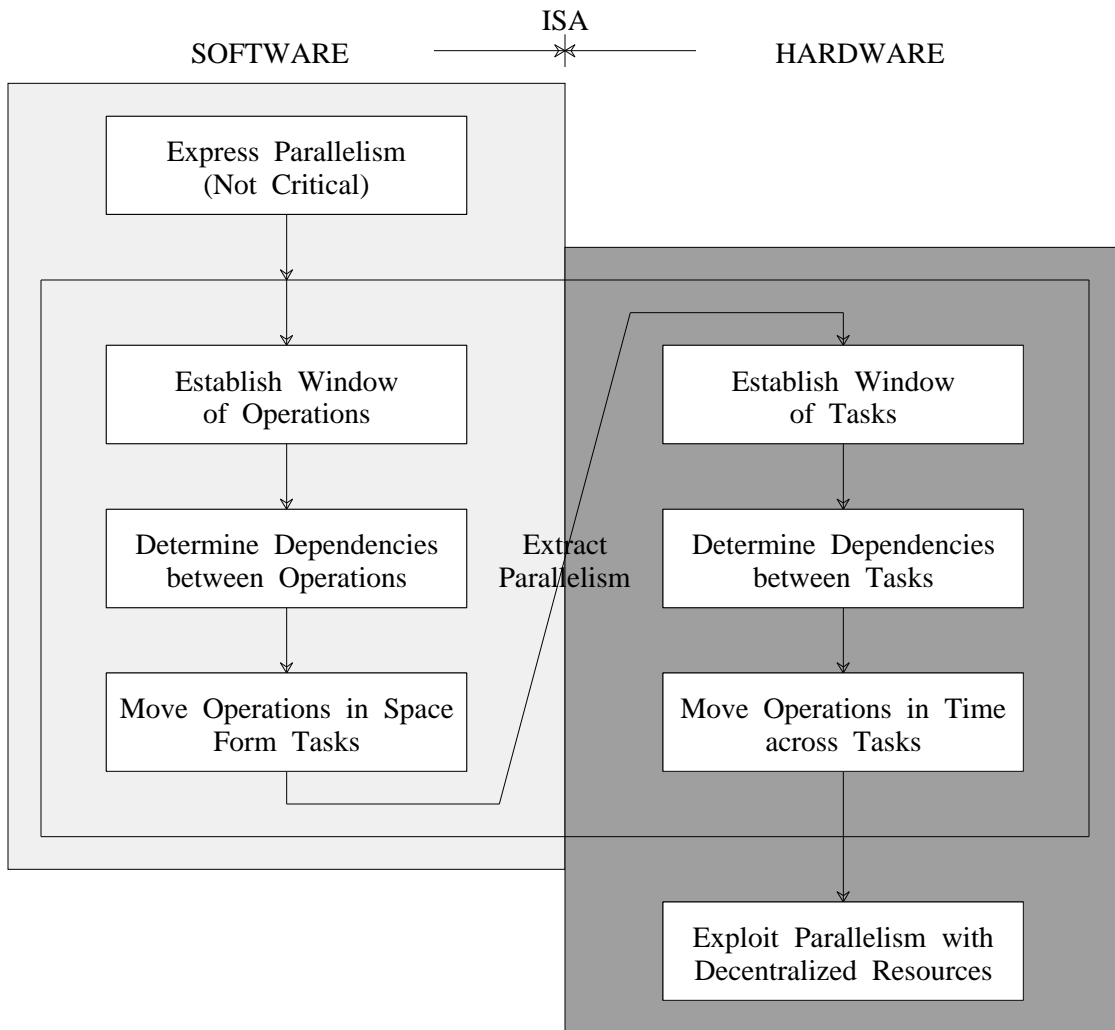 ISA
SOFTWARE
HARDWARE
Express Parallelism
(Not Critical)
Establish Window
of Operations
Determine Dependencies
between Operations
Move Operations in Space
Form Tasks
Extract
Parallelism
Establish Window
of Tasks
Determine Dependencies
between Tasks
Move Operations in Time
across Tasks
Exploit Parallelism with
Decentralized Resources